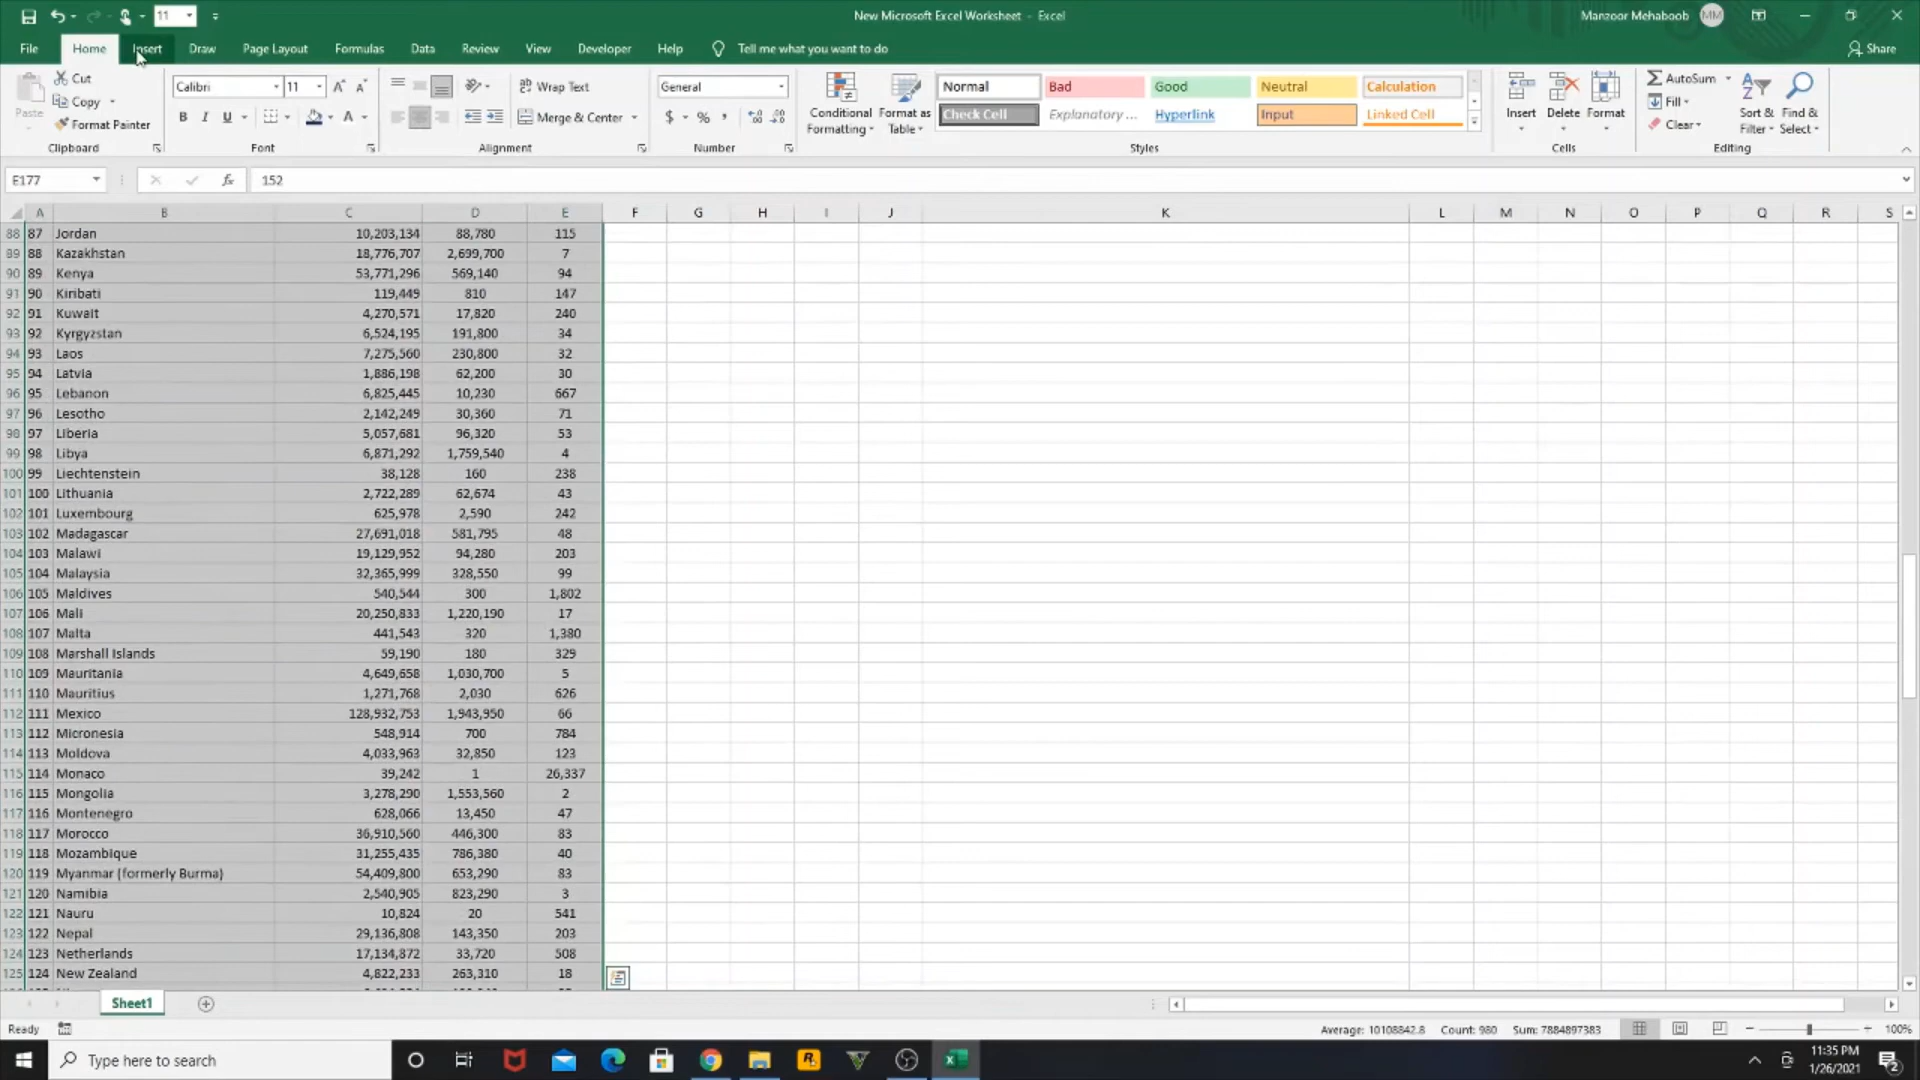 11
New Microsoft Excel Worksheet - Excel
Manzoor Mehaboob
MM
File Home Insert Draw Page Layout Formulas Data Review View Developer Help Tell me what you want to do Share
Paste
Cut
Copy
Format Painter
Clipboard
Calibri 11
B I U
Font
Wrap Text
Merge & Center
Alignment
General
$ % ,
Number
Conditional Formatting
Format as Table
Normal Bad Good Neutral Calculation
Check Cell Explanatory ... Hyperlink Input Linked Cell
Styles
Insert Delete Format
Cells
AutoSum
Fill
Clear
Sort & Filter
Find & Select
Editing
E177 fx 152
A B C D E F G H I J K L M N O P Q R S
88 87 Jordan 10,203,134 88,780 115
89 88 Kazakhstan 18,776,707 2,699,700 7
90 89 Kenya 53,771,296 569,140 94
91 90 Kiribati 119,449 810 147
92 91 Kuwait 4,270,571 17,820 240
93 92 Kyrgyzstan 6,524,195 191,800 34
94 93 Laos 7,275,560 230,800 32
95 94 Latvia 1,886,198 62,200 30
96 95 Lebanon 6,825,445 10,230 667
97 96 Lesotho 2,142,249 30,360 71
98 97 Liberia 5,057,681 96,320 53
99 98 Libya 6,871,292 1,759,540 4
100 99 Liechtenstein 38,128 160 238
101 100 Lithuania 2,722,289 62,674 43
102 101 Luxembourg 625,978 2,590 242
103 102 Madagascar 27,691,018 581,795 48
104 103 Malawi 19,129,952 94,280 203
105 104 Malaysia 32,365,999 328,550 99
106 105 Maldives 540,544 300 1,802
107 106 Mali 20,250,833 1,220,190 17
108 107 Malta 441,543 320 1,380
109 108 Marshall Islands 59,190 180 329
110 109 Mauritania 4,649,658 1,030,700 5
111 110 Mauritius 1,271,768 2,030 626
112 111 Mexico 128,932,753 1,943,950 66
113 112 Micronesia 548,914 700 784
114 113 Moldova 4,033,963 32,850 123
115 114 Monaco 39,242 1 26,337
116 115 Mongolia 3,278,290 1,553,560 2
117 116 Montenegro 628,066 13,450 47
118 117 Morocco 36,910,560 446,300 83
119 118 Mozambique 31,255,435 786,380 40
120 119 Myanmar (formerly Burma) 54,409,800 653,290 83
121 120 Namibia 2,540,905 823,290 3
122 121 Nauru 10,824 20 541
123 122 Nepal 29,136,808 143,350 203
124 123 Netherlands 17,134,872 33,720 508
125 124 New Zealand 4,822,233 263,310 18
Sheet1
Ready
Average: 10108842.8 Count: 980 Sum: 7884897383
100%
Type here to search
11:35 PM
1/26/2021
2